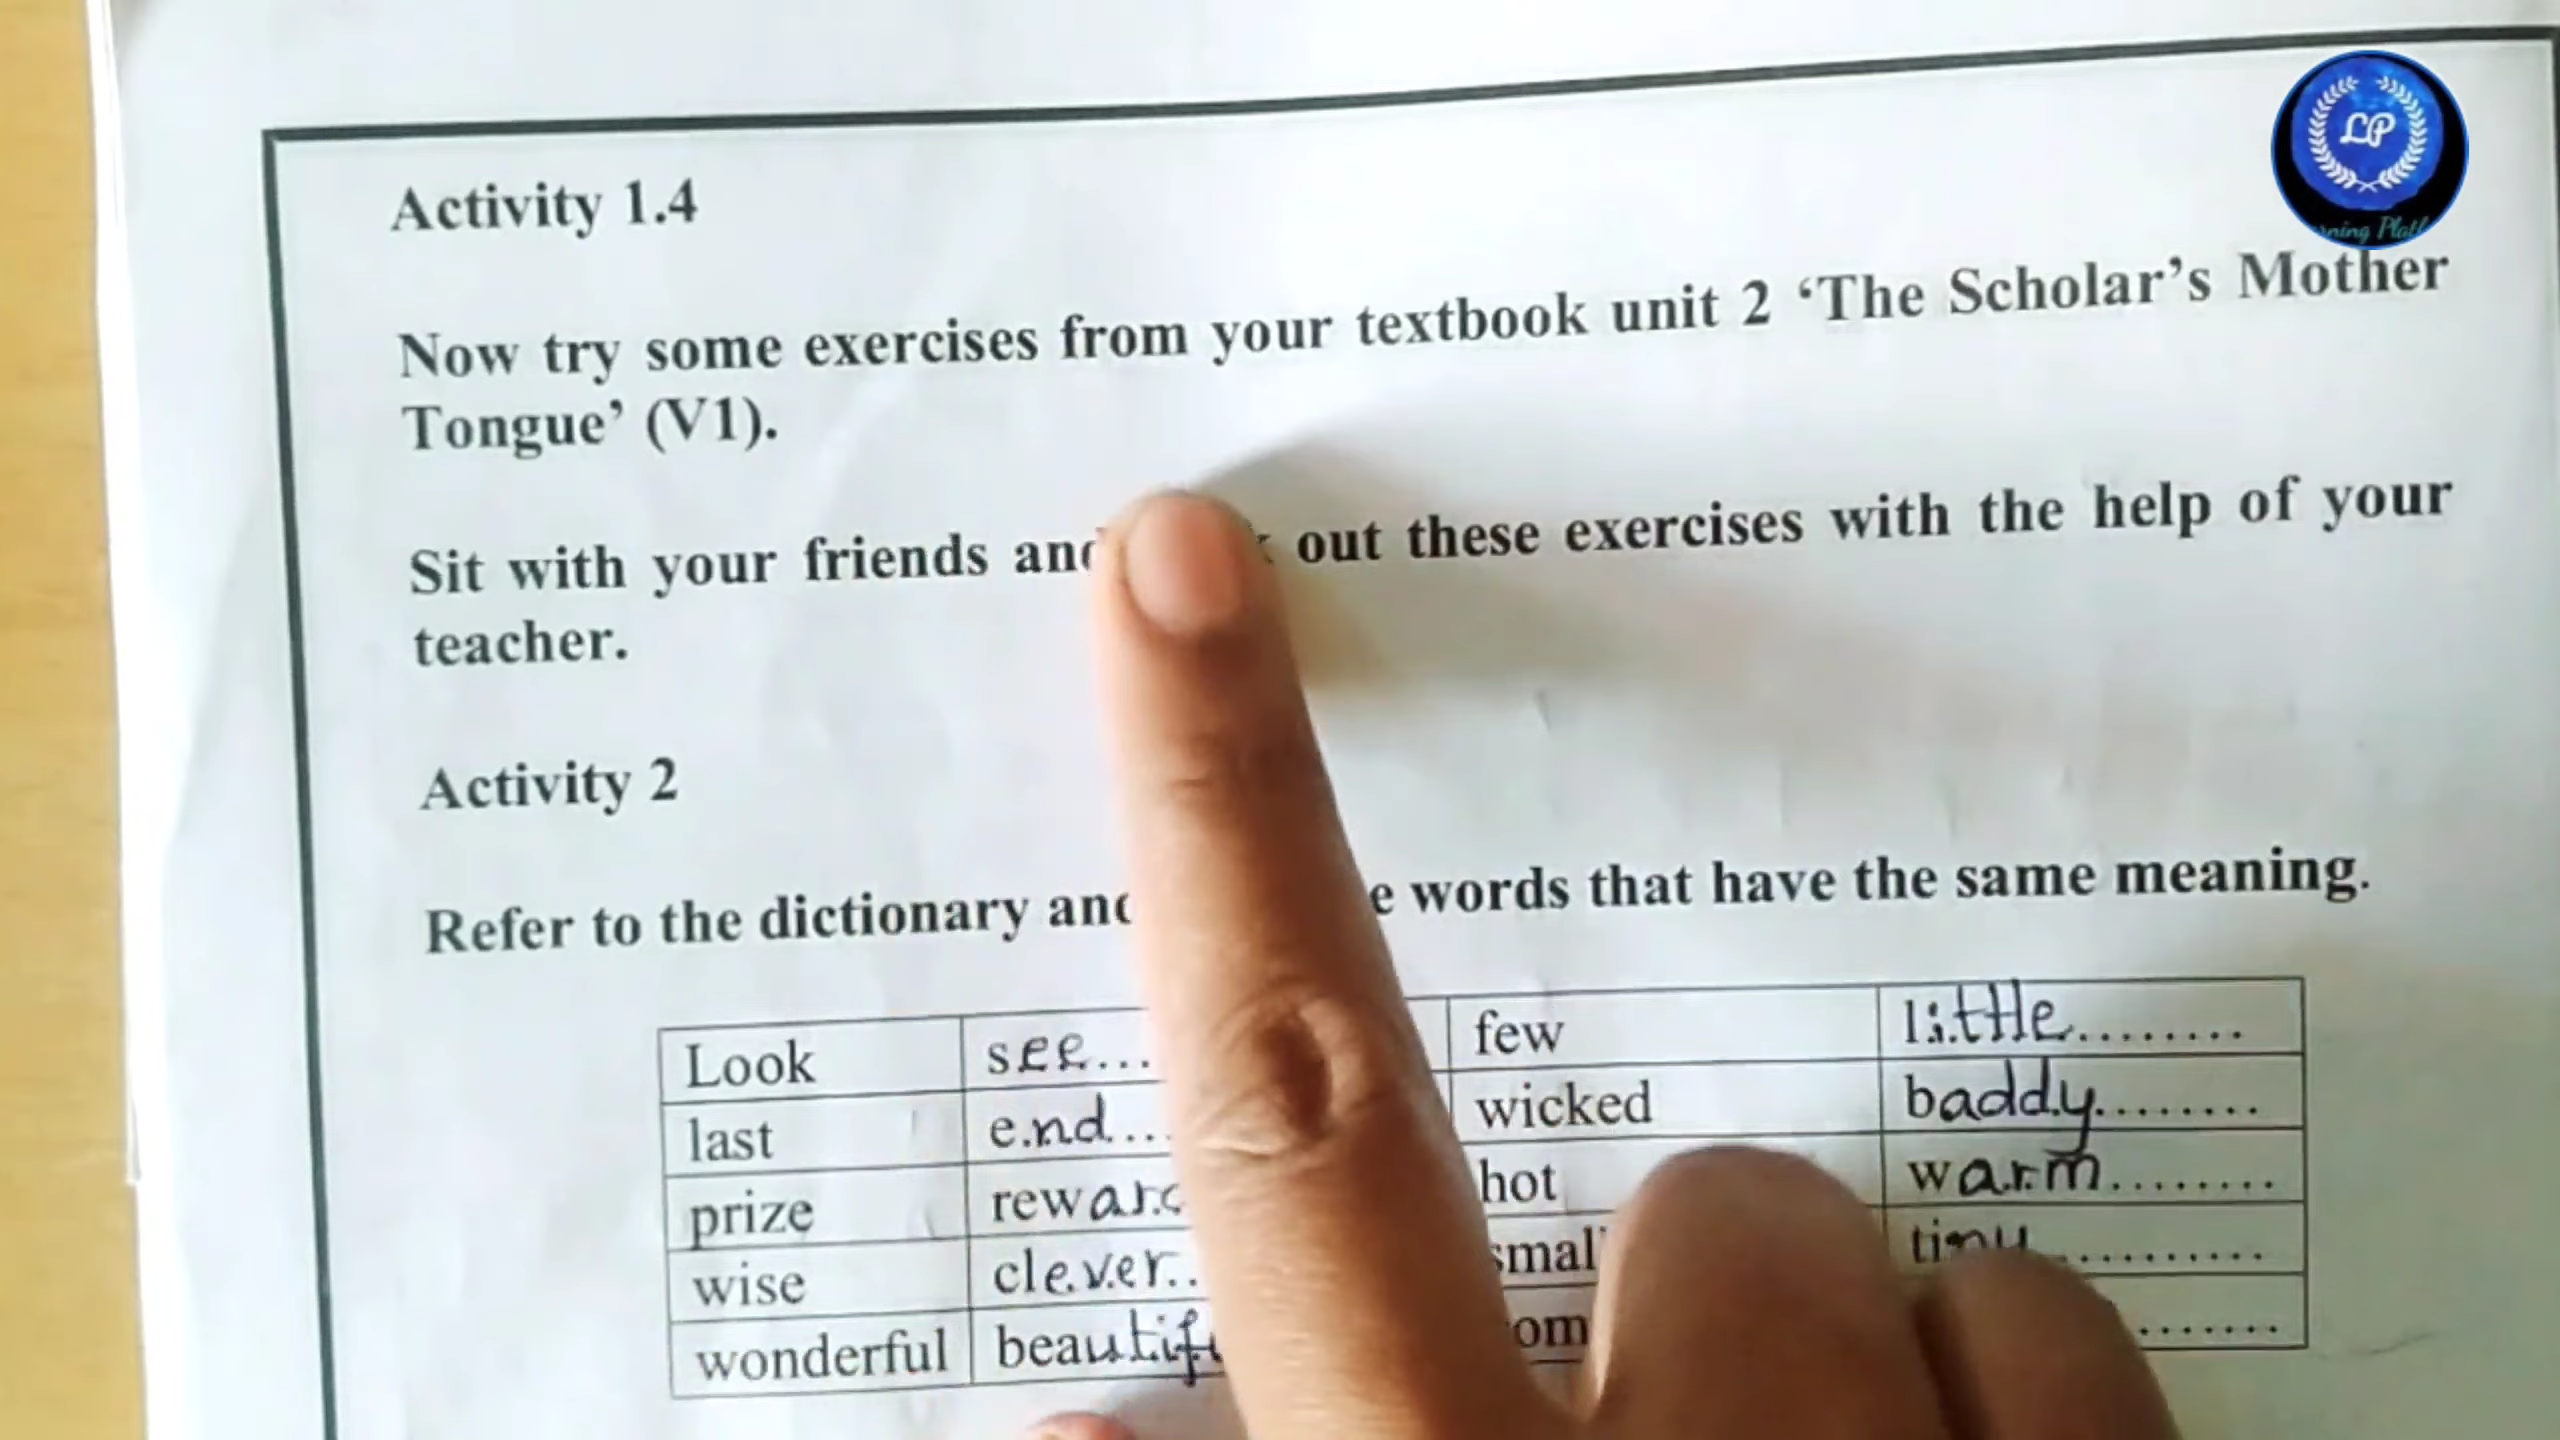 LP
Activity 1.4
Now try some exercises from your textbook unit 2 ‘The Scholar’s Mother
Tongue’ (V1).
Sit with your friends and out these exercises with the help of your
teacher.
Activity 2
Refer to the dictionary and words that have the same meaning.
Look see... few little........
last end... wicked baddy........
prize reward hot warm........
wise clever.. small tiny..........
wonderful